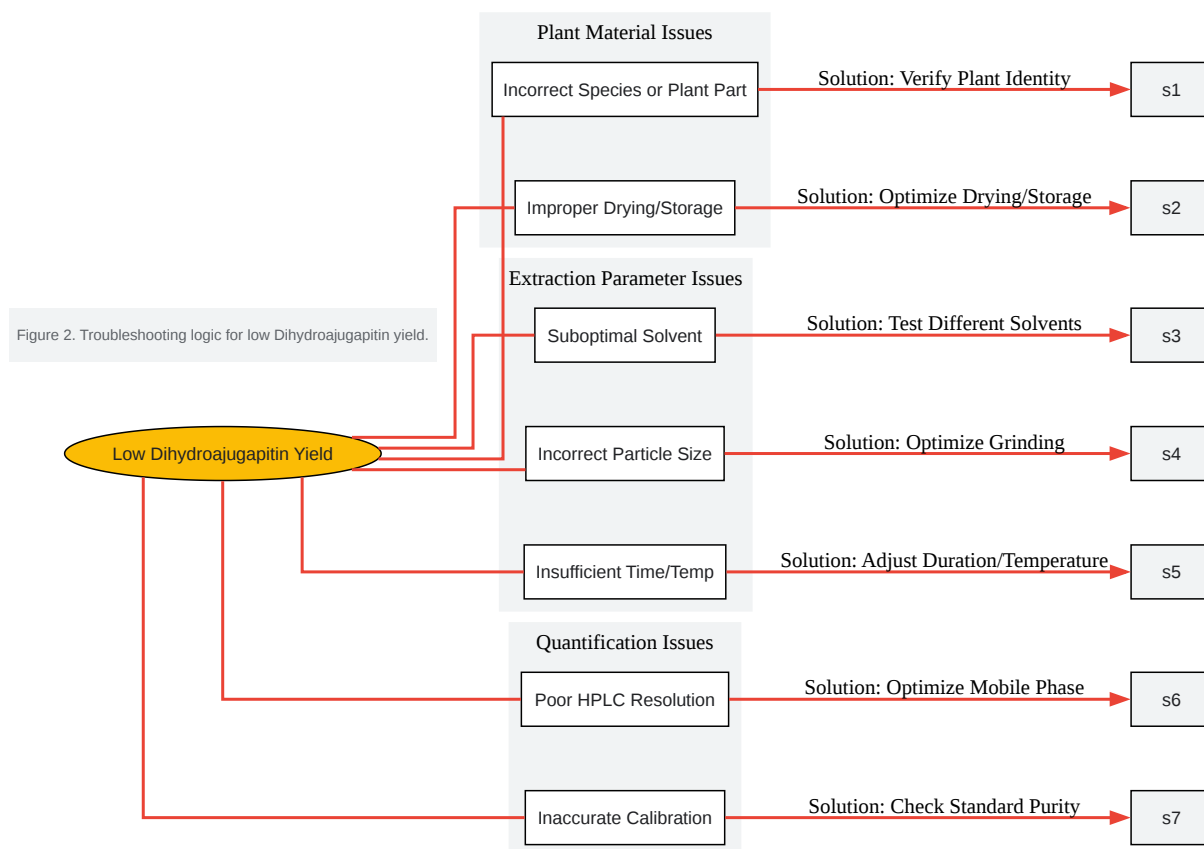 Plant Material Issues
Incorrect Species or Plant Part
Solution: Verify Plant Identity
s1
Improper Drying/Storage
Solution: Optimize Drying/Storage
s2
Extraction Parameter Issues
Figure 2. Troubleshooting logic for low Dihydroajugapitin yield.
Suboptimal Solvent
Solution: Test Different Solvents
s3
Low Dihydroajugapitin Yield
Incorrect Particle Size
Solution: Optimize Grinding
s4
Insufficient Time/Temp
Solution: Adjust Duration/Temperature
s5
Quantification Issues
Poor HPLC Resolution
Solution: Optimize Mobile Phase
s6
Inaccurate Calibration
Solution: Check Standard Purity
s7